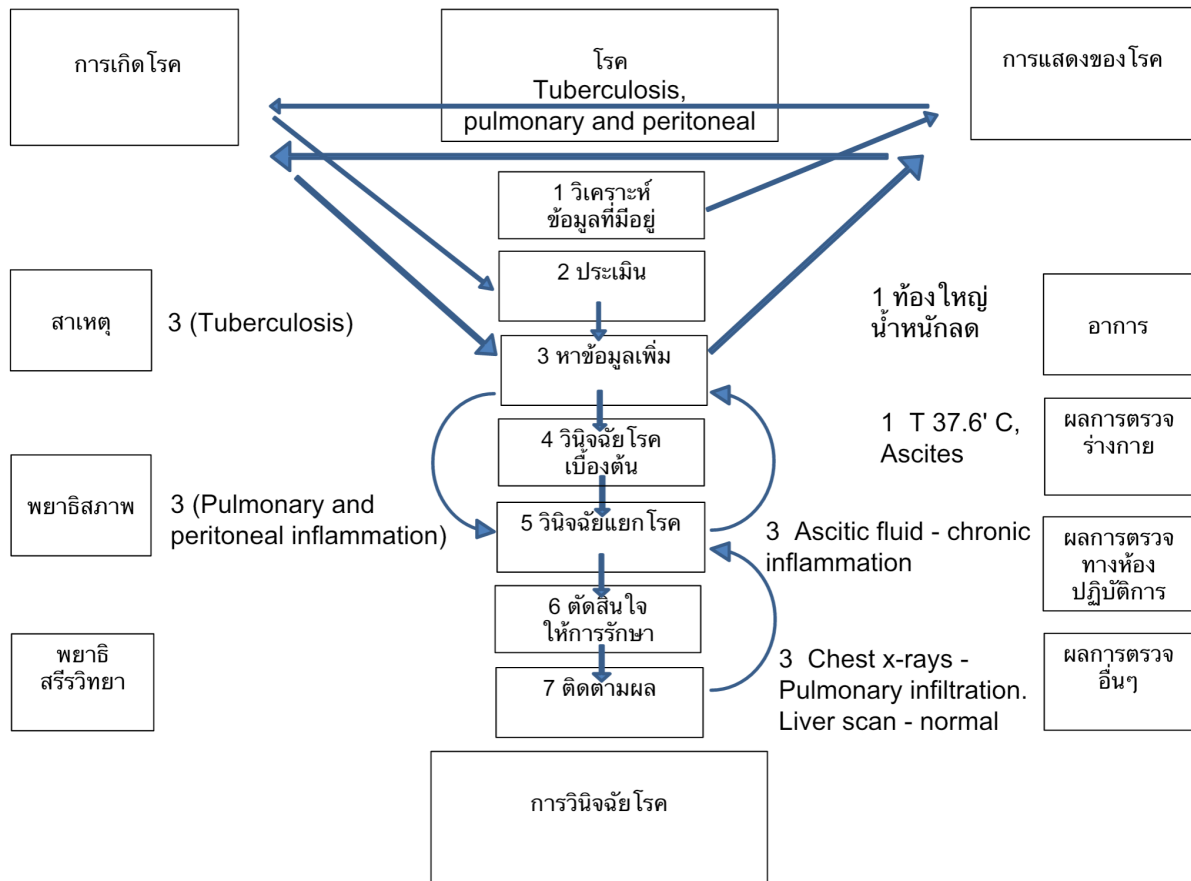 การเกิดโรค
โรค
Tuberculosis,
pulmonary and peritoneal
การแสดงของโรค
1 วิเคราะห์
ข้อมูลที่มีอยู่
2 ประเมิน
สาเหตุ
3 (Tuberculosis)
3 หาข้อมูลเพิ่ม
1 ท้องใหญ่
น้ำหนักลด
อาการ
4 วินิจฉัยโรค
เบื้องต้น
1 T 37.6' C,
Ascites
ผลการตรวจ
ร่างกาย
พยาธิสภาพ
3 (Pulmonary and
peritoneal inflammation)
5 วินิจฉัยแยกโรค
3 Ascitic fluid - chronic
inflammation
ผลการตรวจ
ทางห้อง
ปฏิบัติการ
6 ตัดสินใจ
ให้การรักษา
พยาธิ
สรีรวิทยา
7 ติดตามผล
3 Chest x-rays -
Pulmonary infiltration.
Liver scan - normal
ผลการตรวจ
อื่นๆ
การวินิจฉัยโรค